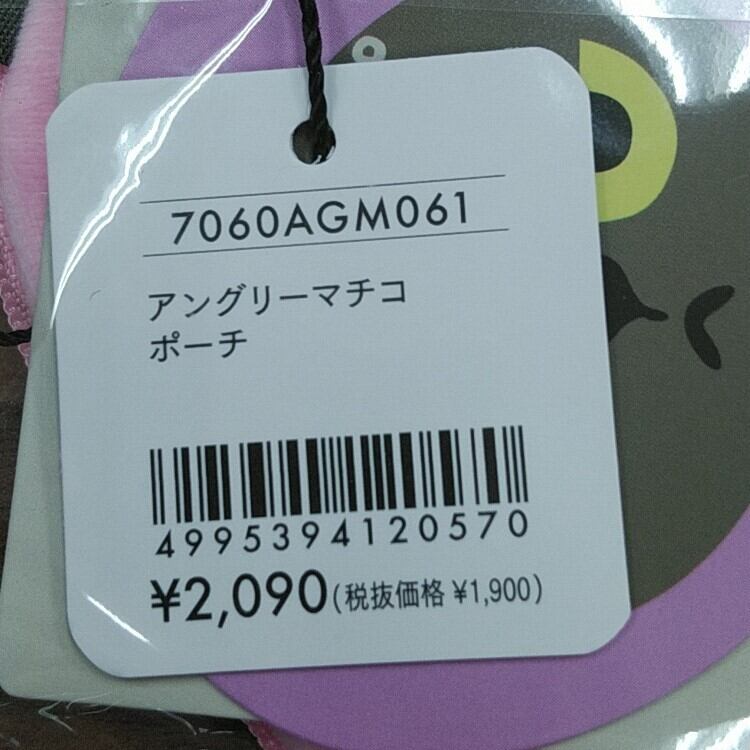 7060AGM061
アングリーマチコ
ポーチ
4995394120570
¥2,090(税抜価格 ¥1,900)